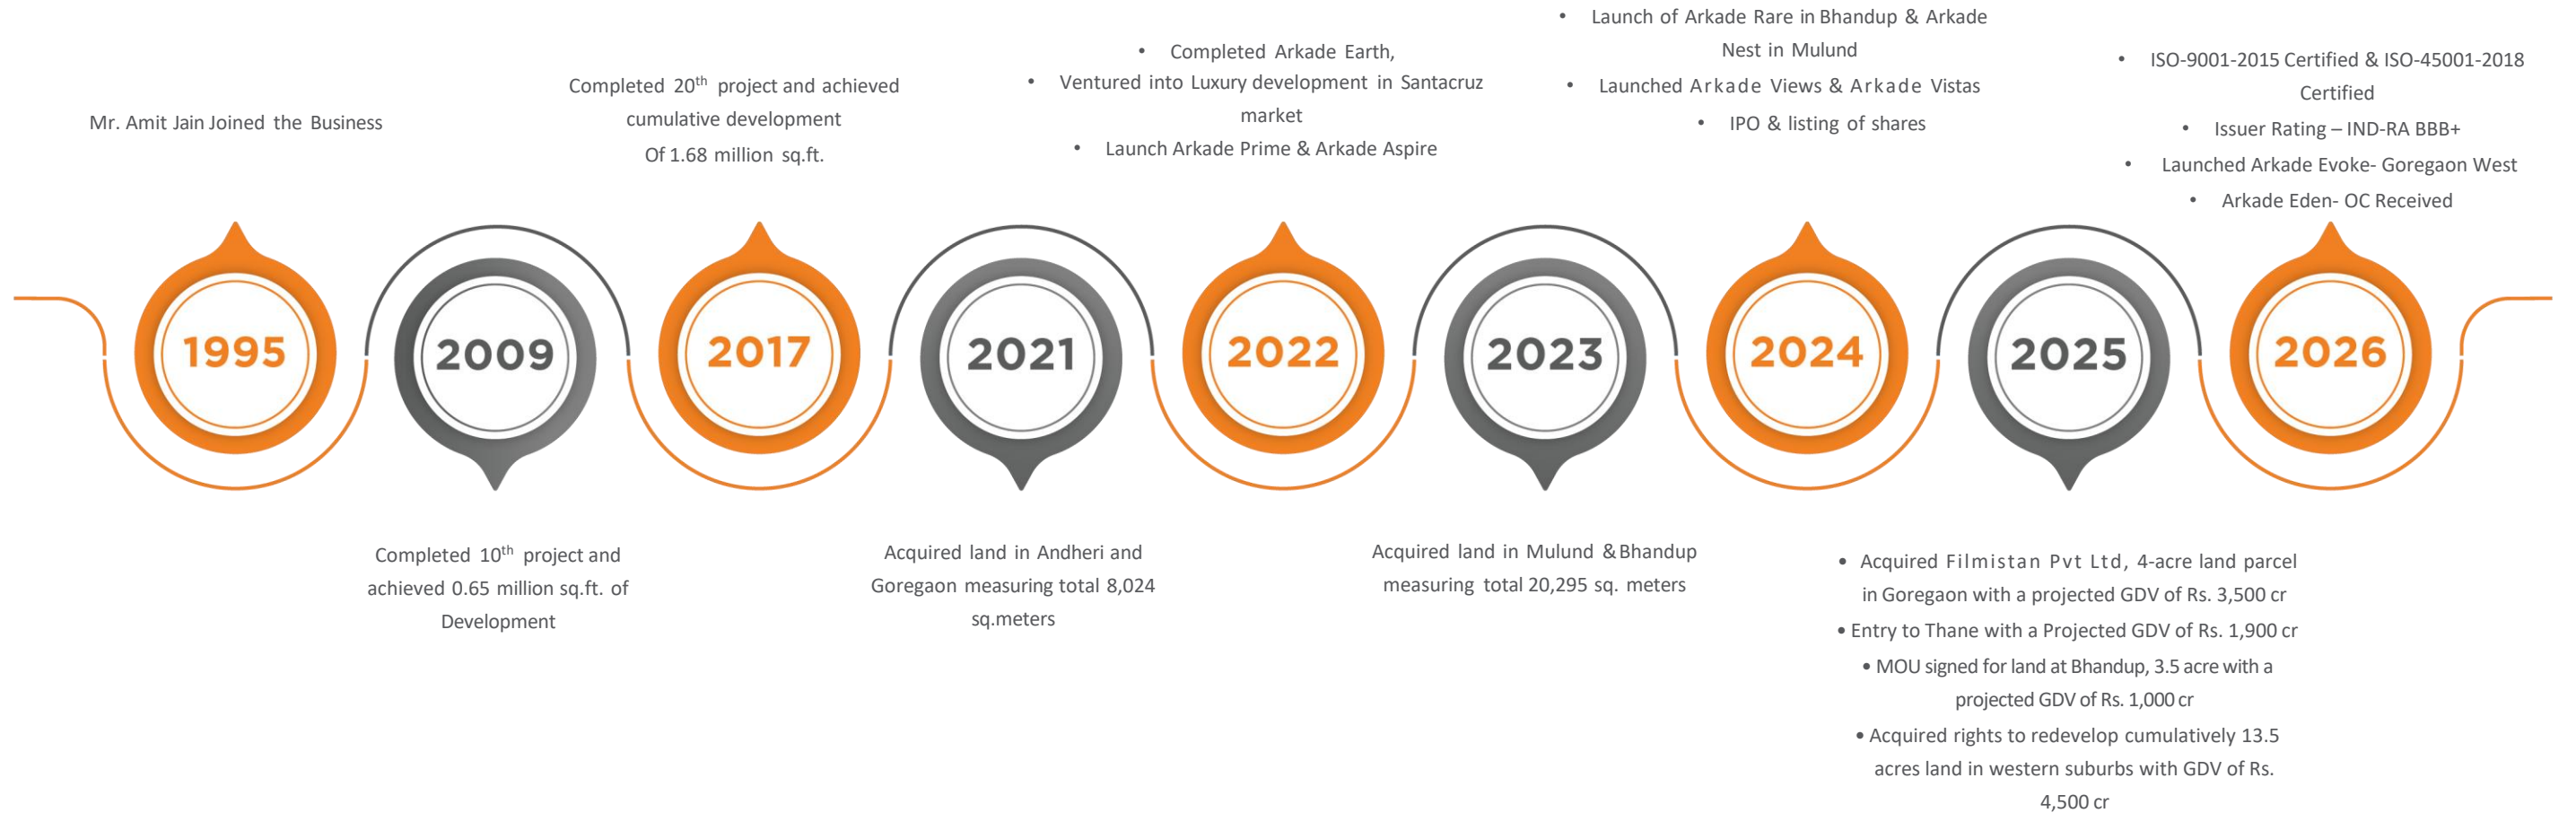 Mr. Amit Jain Joined the Business
Completed 20th project and achieved
cumulative development
Of 1.68 million sq.ft.
• Completed Arkade Earth,
• Ventured into Luxury development in Santacruz
market
• Launch Arkade Prime & Arkade Aspire
• Launch of Arkade Rare in Bhandup & Arkade
Nest in Mulund
• Launched Arkade Views & Arkade Vistas
• IPO & listing of shares
• ISO-9001-2015 Certified & ISO-45001-2018
Certified
• Issuer Rating – IND-RA BBB+
• Launched Arkade Evoke- Goregaon West
• Arkade Eden- OC Received
1995
2009
2017
2021
2022
2023
2024
2025
2026
Completed 10th project and
achieved 0.65 million sq.ft. of
Development
Acquired land in Andheri and
Goregaon measuring total 8,024
sq.meters
Acquired land in Mulund & Bhandup
measuring total 20,295 sq. meters
• Acquired Filmistan Pvt Ltd, 4-acre land parcel
in Goregaon with a projected GDV of Rs. 3,500 cr
• Entry to Thane with a Projected GDV of Rs. 1,900 cr
• MOU signed for land at Bhandup, 3.5 acre with a
projected GDV of Rs. 1,000 cr
• Acquired rights to redevelop cumulatively 13.5
acres land in western suburbs with GDV of Rs.
4,500 cr